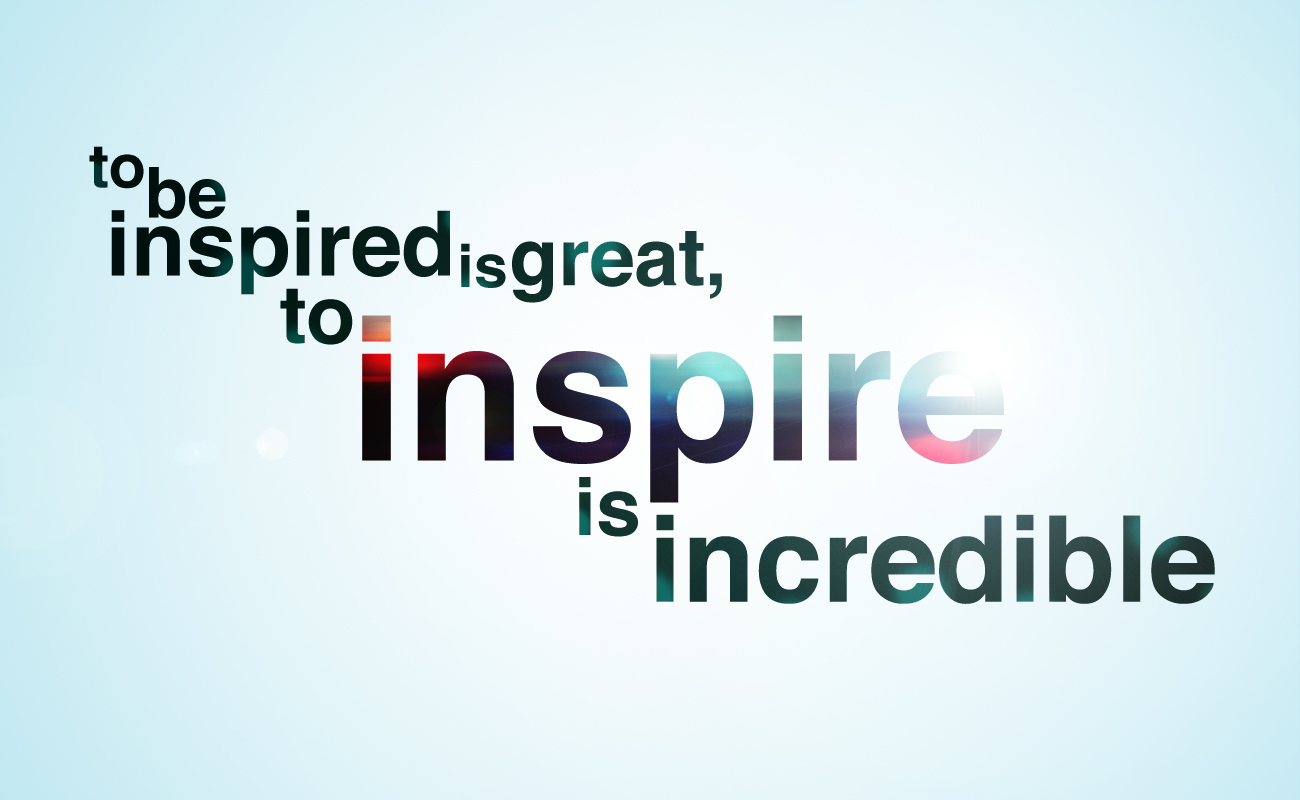 to be
inspired is great,
to inspire
is incredible